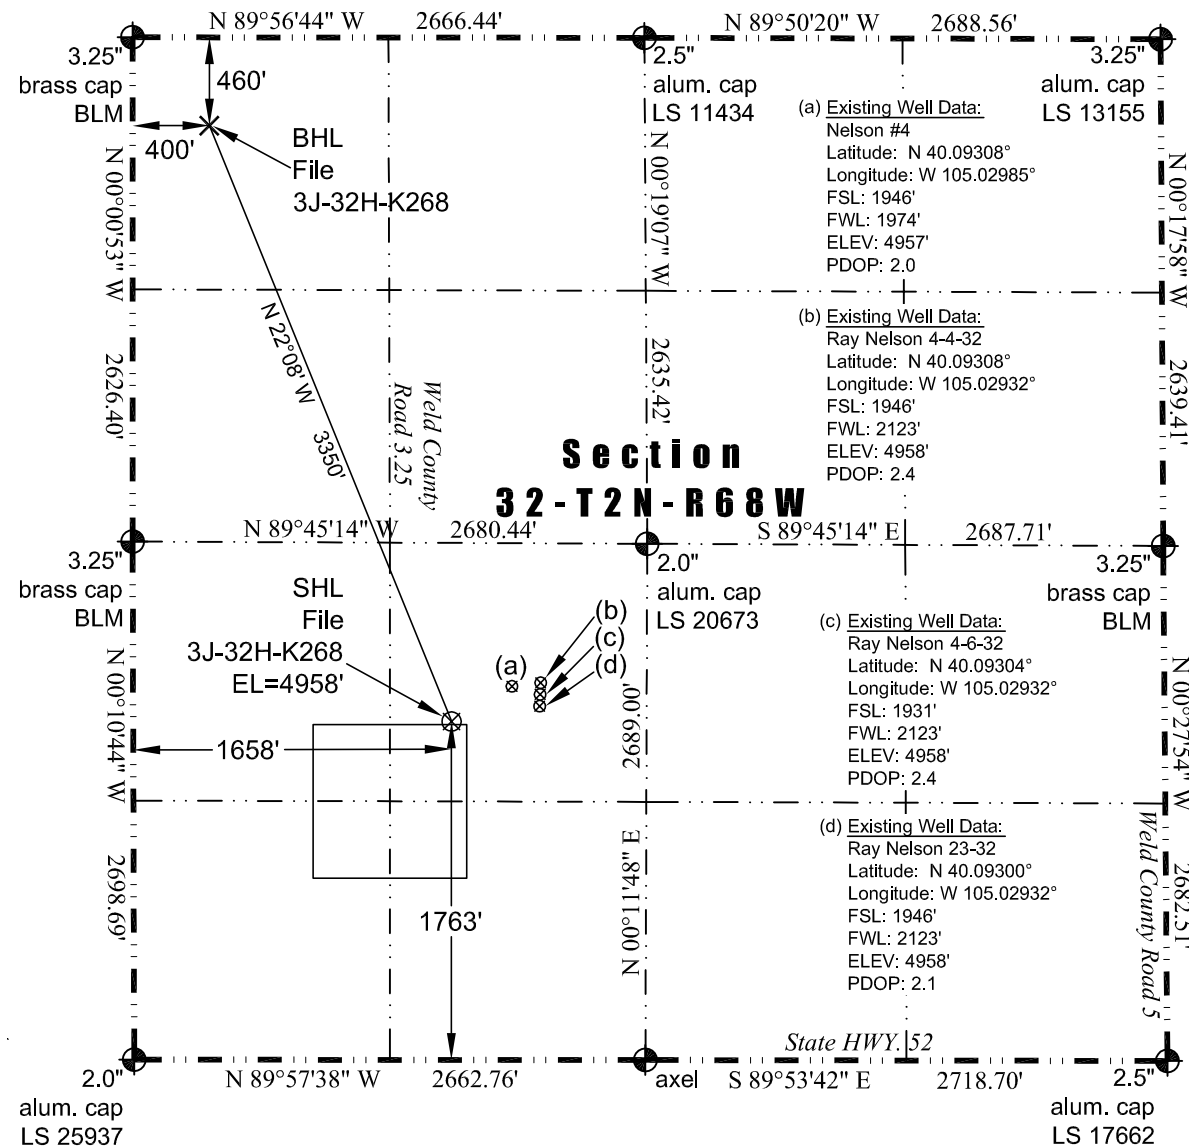 N 89°56'44" W 2666.44'
N 89°50'20" W 2688.56'
3.25"
brass cap
BLM
460'
400'
BHL
File
3J-32H-K268
2.5"
alum. cap
LS 11434
3.25"
alum. cap
LS 13155
(a) Existing Well Data:
Nelson #4
Latitude: N 40.09308°
Longitude: W 105.02985°
FSL: 1946'
FWL: 1974'
ELEV: 4957'
PDOP: 2.0
N 00°00'53" W
2626.40'
N 00°19'07" W
2635.42'
N 00°17'58" W
2639.41'
N 22°08' W
3350'
Weld County
Road 3.25
(b) Existing Well Data:
Ray Nelson 4-4-32
Latitude: N 40.09308°
Longitude: W 105.02932°
FSL: 1946'
FWL: 2123'
ELEV: 4958'
PDOP: 2.4
Section
32-T2N-R68W
N 89°45'14" W 2680.44'
S 89°45'14" E 2687.71'
3.25"
brass cap
BLM
2.0"
alum. cap
LS 20673
3.25"
brass cap
BLM
SHL
File
3J-32H-K268
EL=4958'
(a)
(b)
(c)
(d)
(c) Existing Well Data:
Ray Nelson 4-6-32
Latitude: N 40.09304°
Longitude: W 105.02932°
FSL: 1931'
FWL: 2123'
ELEV: 4958'
PDOP: 2.4
N 00°10'44" W
2698.69'
1658'
1763'
2689.00'
N 00°11'48" E
N 00°27'54" W
2682.51'
Weld County Road 5
(d) Existing Well Data:
Ray Nelson 23-32
Latitude: N 40.09300°
Longitude: W 105.02932°
FSL: 1946'
FWL: 2123'
ELEV: 4958'
PDOP: 2.1
State HWY. 52
2.0"
alum. cap
LS 25937
N 89°57'38" W 2662.76'
axel
S 89°53'42" E 2718.70'
2.5"
alum. cap
LS 17662